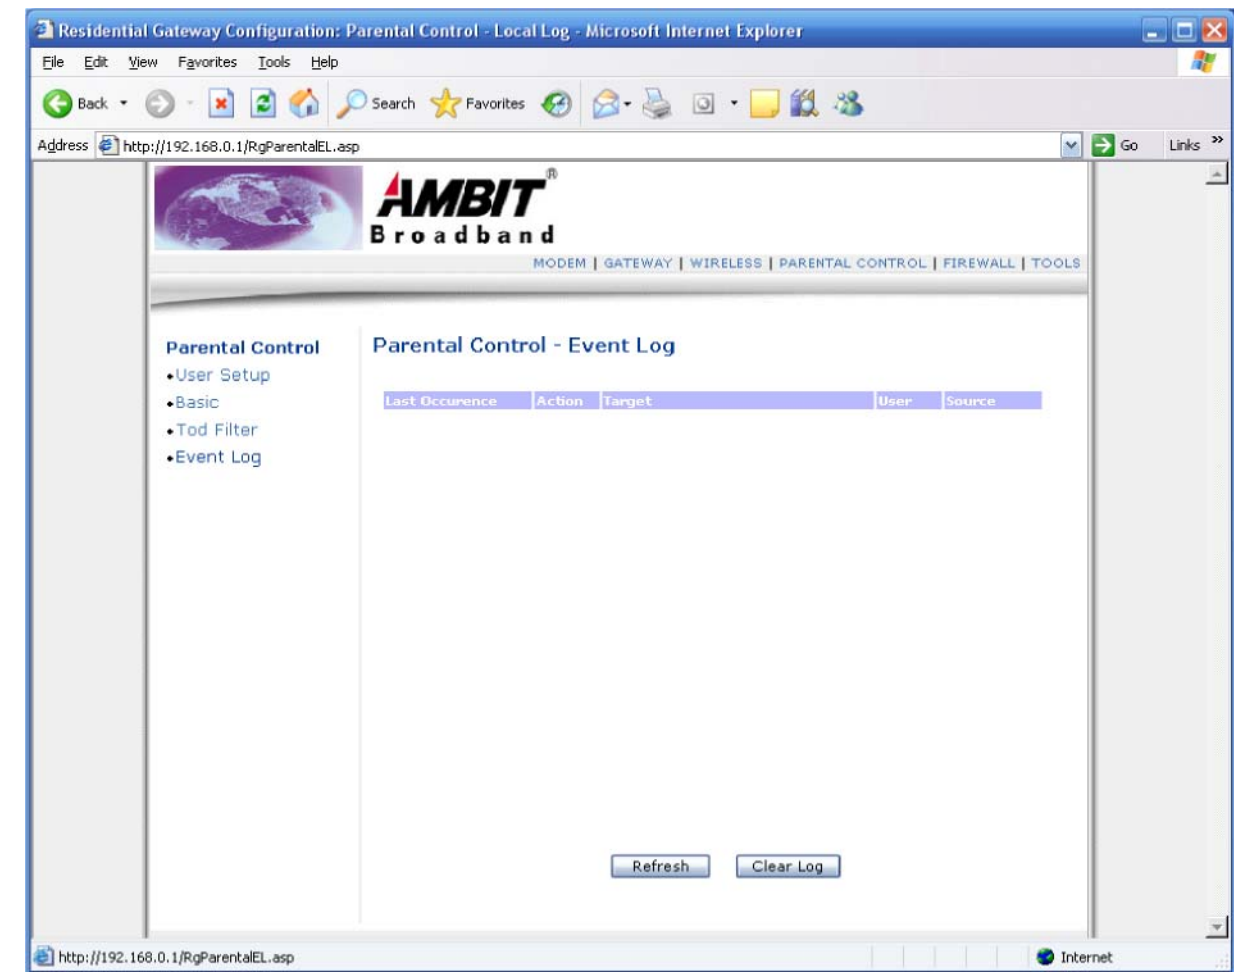 Residential Gateway Configuration: Parental Control - Local Log - Microsoft Internet Explorer
File Edit View Favorites Tools Help
Back Search Favorites
Address http://192.168.0.1/RgParentalEL.asp Go Links »
AMBIT®
Broadband
MODEM | GATEWAY | WIRELESS | PARENTAL CONTROL | FIREWALL | TOOLS
Parental Control
•User Setup
•Basic
•Tod Filter
•Event Log
Parental Control - Event Log
Last Occurence Action Target User Source
Refresh Clear Log
http://192.168.0.1/RgParentalEL.asp Internet